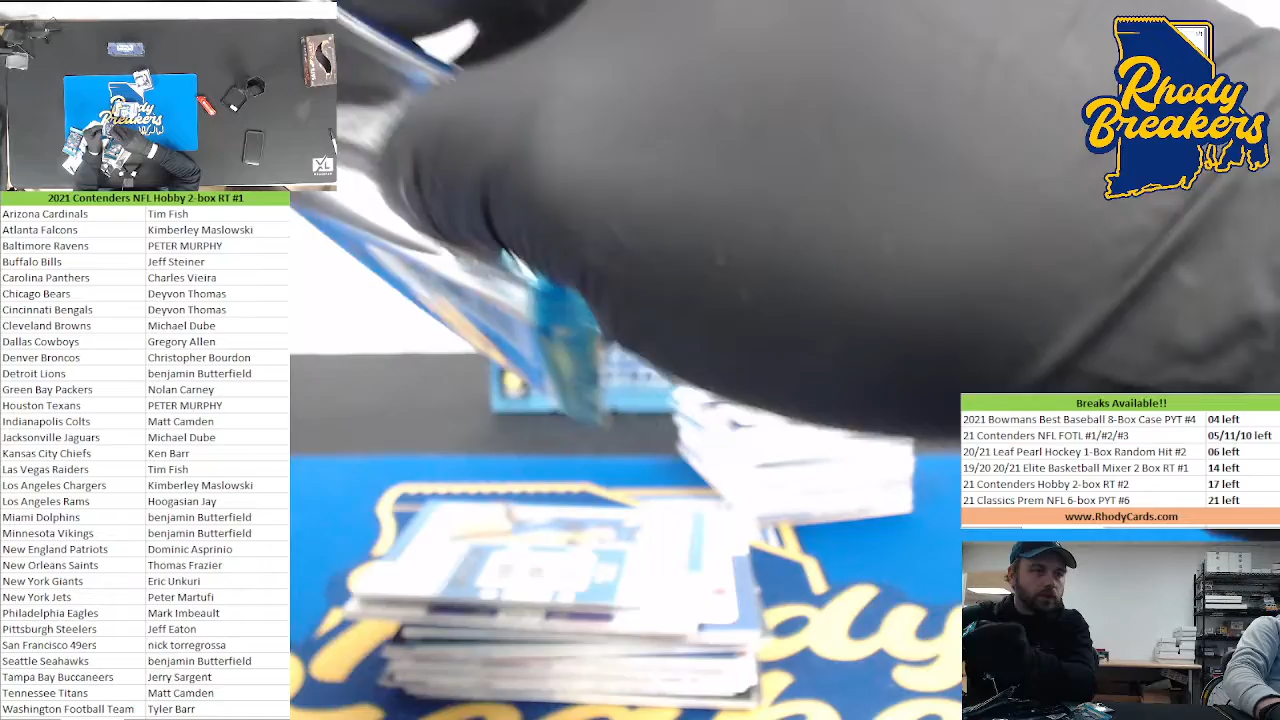 2021 Contenders NFL Hobby 2-box RT #1
Arizona Cardinals Tim Fish
Atlanta Falcons Kimberley Maslowski
Baltimore Ravens PETER MURPHY
Buffalo Bills Jeff Steiner
Carolina Panthers Charles Vieira
Chicago Bears Deyvon Thomas
Cincinnati Bengals Deyvon Thomas
Cleveland Browns Michael Dube
Dallas Cowboys Gregory Allen
Denver Broncos Christopher Bourdon
Detroit Lions benjamin Butterfield
Green Bay Packers Nolan Carney
Houston Texans PETER MURPHY
Indianapolis Colts Matt Camden
Jacksonville Jaguars Michael Dube
Kansas City Chiefs Ken Barr
Las Vegas Raiders Tim Fish
Los Angeles Chargers Kimberley Maslowski
Los Angeles Rams Hoogasian Jay
Miami Dolphins benjamin Butterfield
Minnesota Vikings benjamin Butterfield
New England Patriots Dominic Asprinio
New Orleans Saints Thomas Frazier
New York Giants Eric Unkuri
New York Jets Peter Martufi
Philadelphia Eagles Mark Imbeault
Pittsburgh Steelers Jeff Eaton
San Francisco 49ers nick torregrossa
Seattle Seahawks benjamin Butterfield
Tampa Bay Buccaneers Jerry Sargent
Tennessee Titans Matt Camden
Washington Football Team Tyler Barr
Rhody
Breakers
XL
Rhody
Breakers
1/1
Breaks Available!!
2021 Bowmans Best Baseball 8-Box Case PYT #4 04 left
21 Contenders NFL FOTL #1/#2/#3 05/11/10 left
20/21 Leaf Pearl Hockey 1-Box Random Hit #2 06 left
19/20 20/21 Elite Basketball Mixer 2 Box RT #1 14 left
21 Contenders Hobby 2-box RT #2 17 left
21 Classics Prem NFL 6-box PYT #6 21 left
www.RhodyCards.com